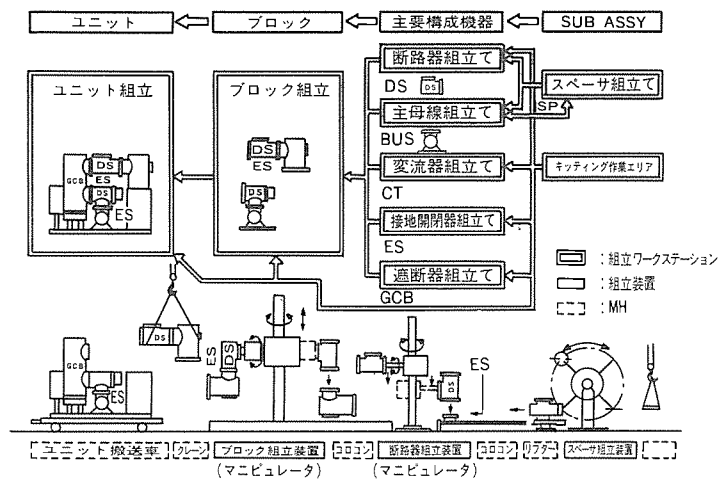 ユニット
ブロック
主要構成機器
SUB ASSY
ユニット組立
ブロック組立
断路器組立て
DS
DS
スペーサ組立て
SP
主母線組立て
BUS
変流器組立て
CT
キッティング作業エリア
接地開閉器組立て
ES
遮断器組立て
GCB
DS
ES
GCB
DS
ES
DS
ES
DS
:組立ワークステーション
:組立装置
:MH
DS
GCB
DS
ES
ES
DS
DS
ES
ユニット搬送車
クレーン
ブロック組立装置
(マニピュレータ)
コロコン
断路器組立装置
(マニピュレータ)
コロコン
リフター
スペーサ組立装置